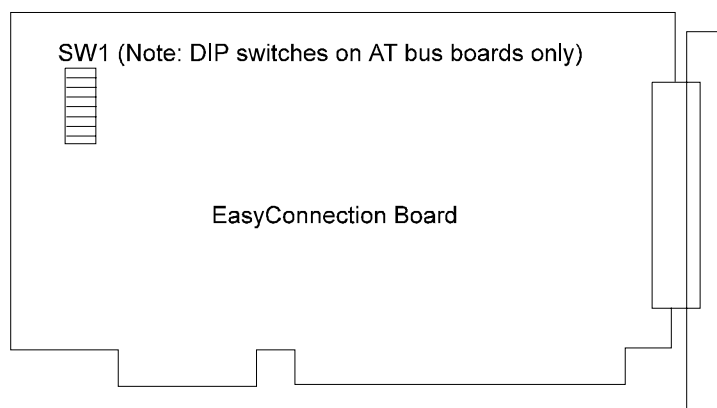 SW1 (Note: DIP switches on AT bus boards only)
EasyConnection Board